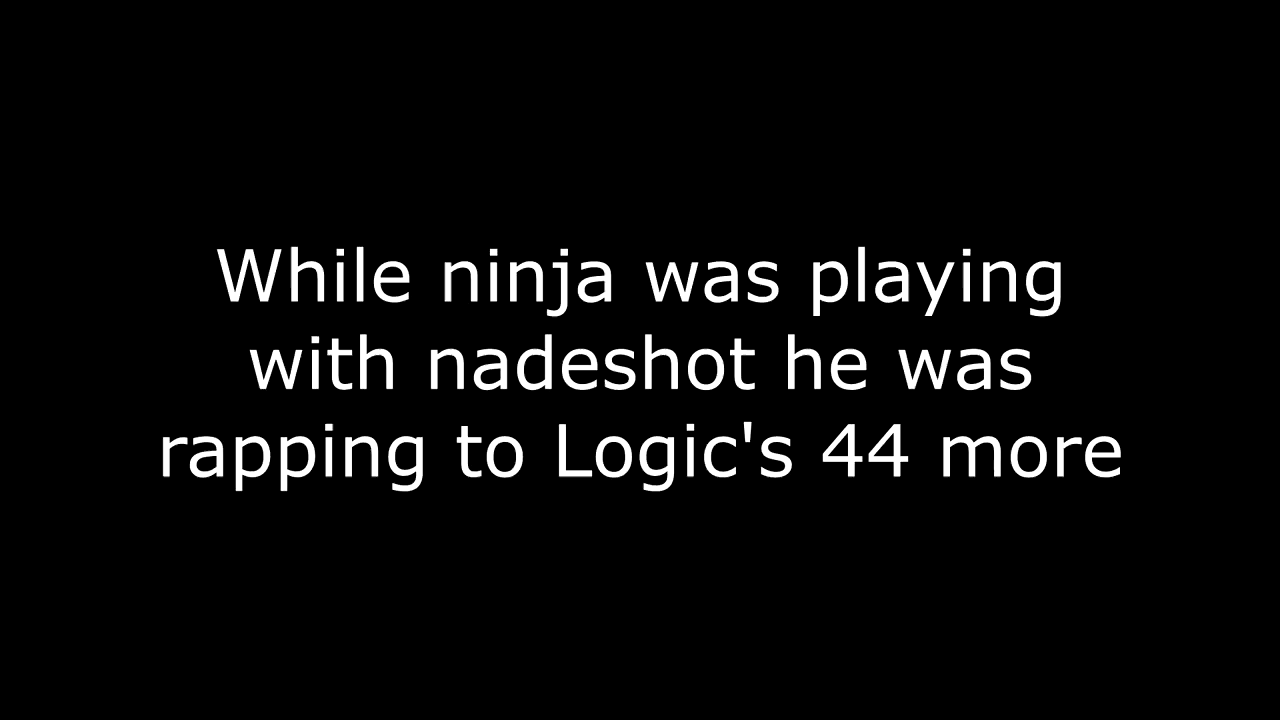 While ninja was playing
with nadeshot he was
rapping to Logic's 44 more